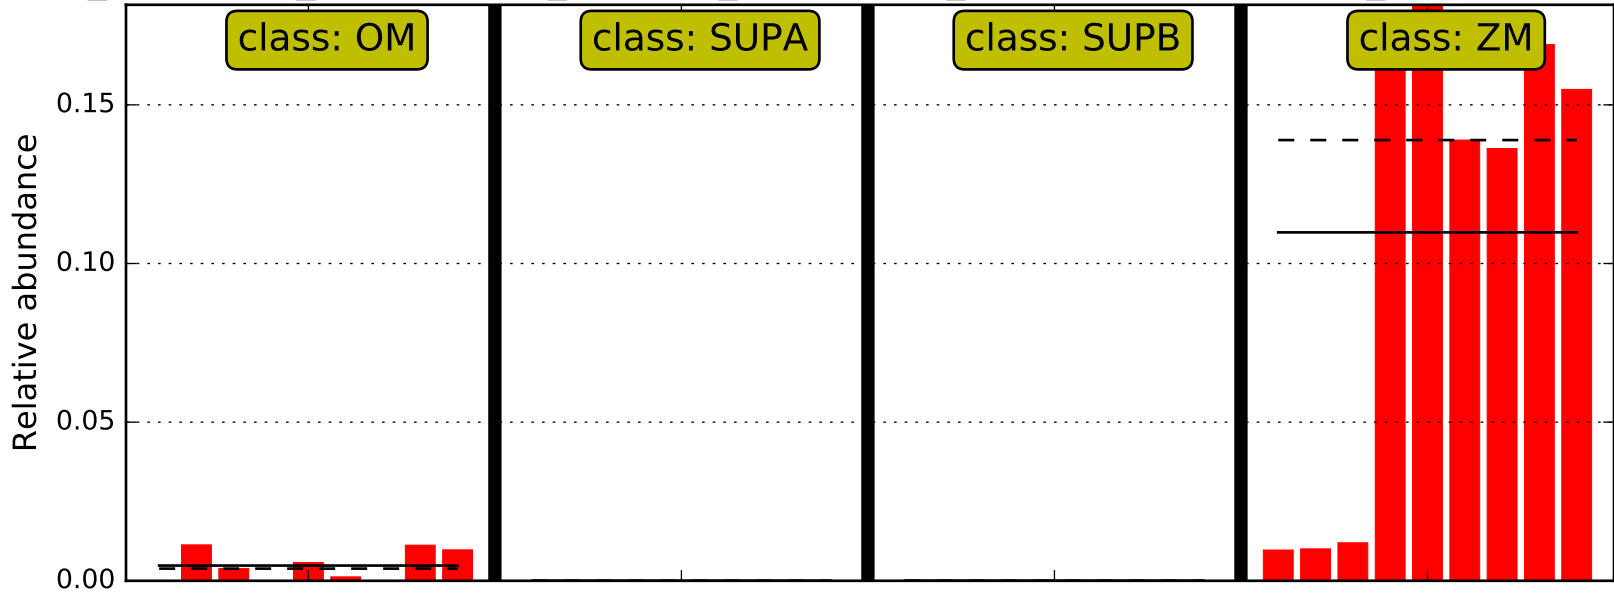 class: OM
class: SUPA
class: SUPB
class: ZM
Relative abundance
0.15
0.10
0.05
0.00